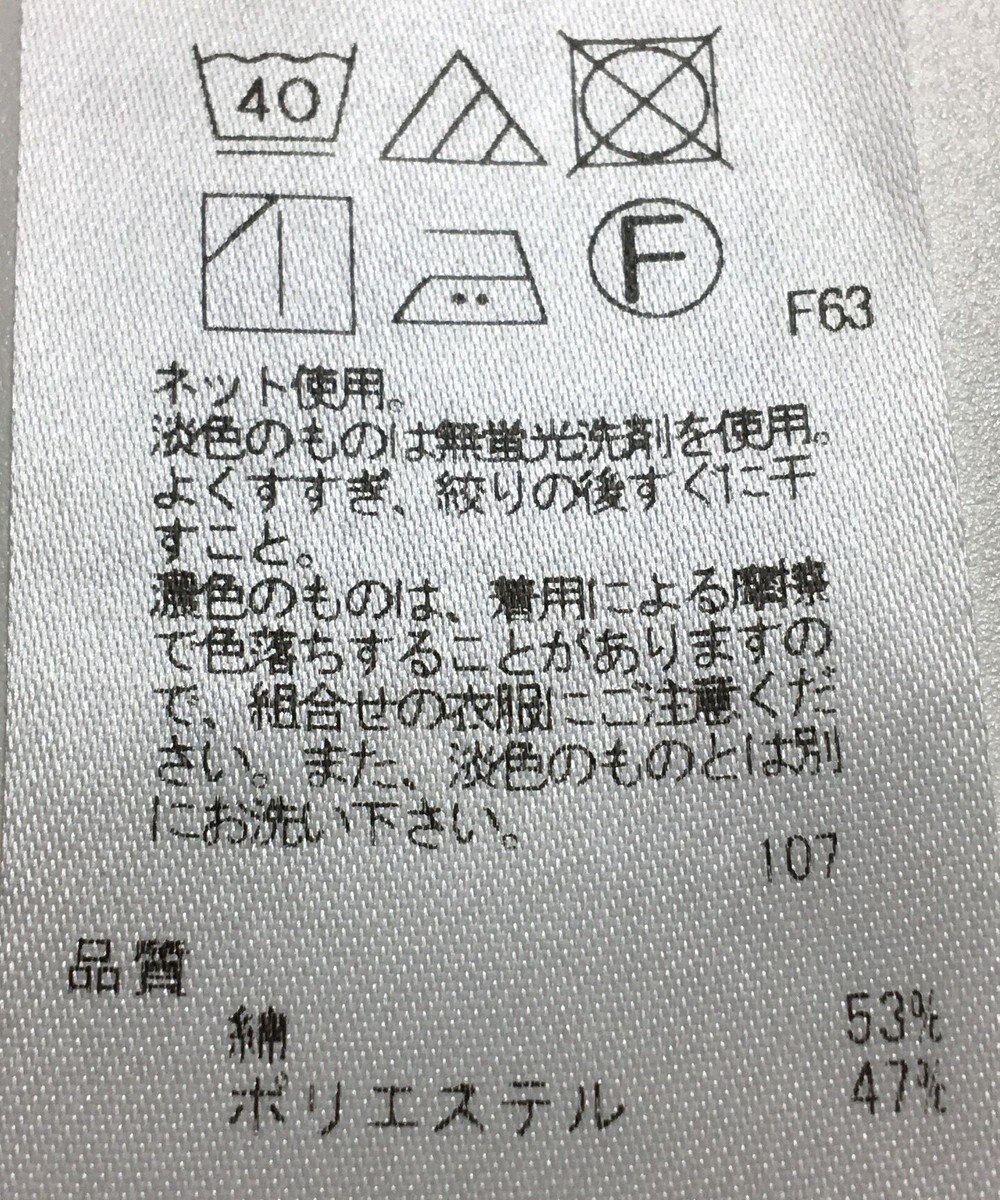 40
F
F63
ネット使用。
淡色のものは無蛍光洗剤を使用。
よくすすぎ、絞りの後すぐに干
すこと。
濃色のものは、着用による摩擦
で色落ちすることがありますの
で、組合せの衣服にご注意くだ
さい。また、淡色のものとは別
にお洗い下さい。
107
品質
綿 53%
ポリエステル 47%